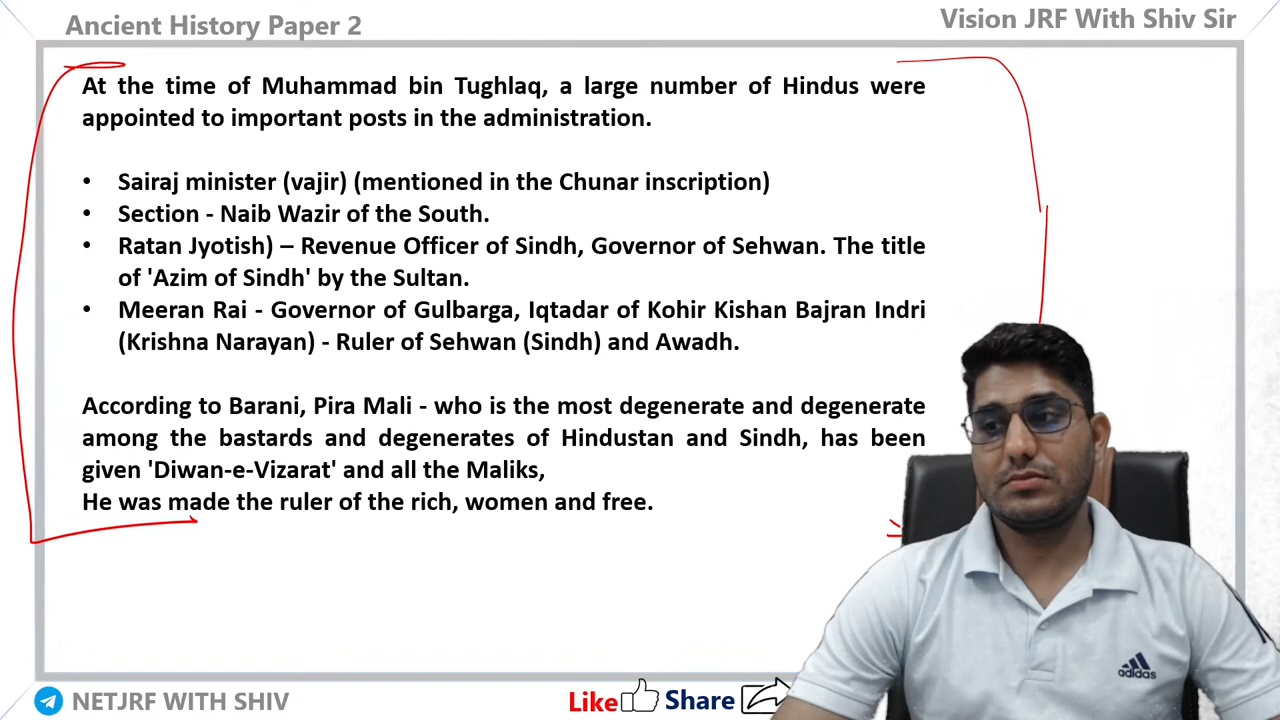 Ancient History Paper 2
Vision JRF With Shiv Sir
At the time of Muhammad bin Tughlaq, a large number of Hindus were
appointed to important posts in the administration.
• Sairaj minister (vajir) (mentioned in the Chunar inscription)
• Section - Naib Wazir of the South.
• Ratan Jyotish) – Revenue Officer of Sindh, Governor of Sehwan. The title
of 'Azim of Sindh' by the Sultan.
• Meeran Rai - Governor of Gulbarga, Iqtadar of Kohir Kishan Bajran Indri
(Krishna Narayan) - Ruler of Sehwan (Sindh) and Awadh.
According to Barani, Pira Mali - who is the most degenerate and degenerate
among the bastards and degenerates of Hindustan and Sindh, has been
given 'Diwan-e-Vizarat' and all the Maliks,
He was made the ruler of the rich, women and free.
adidas
NETJRF WITH SHIV
Like Share